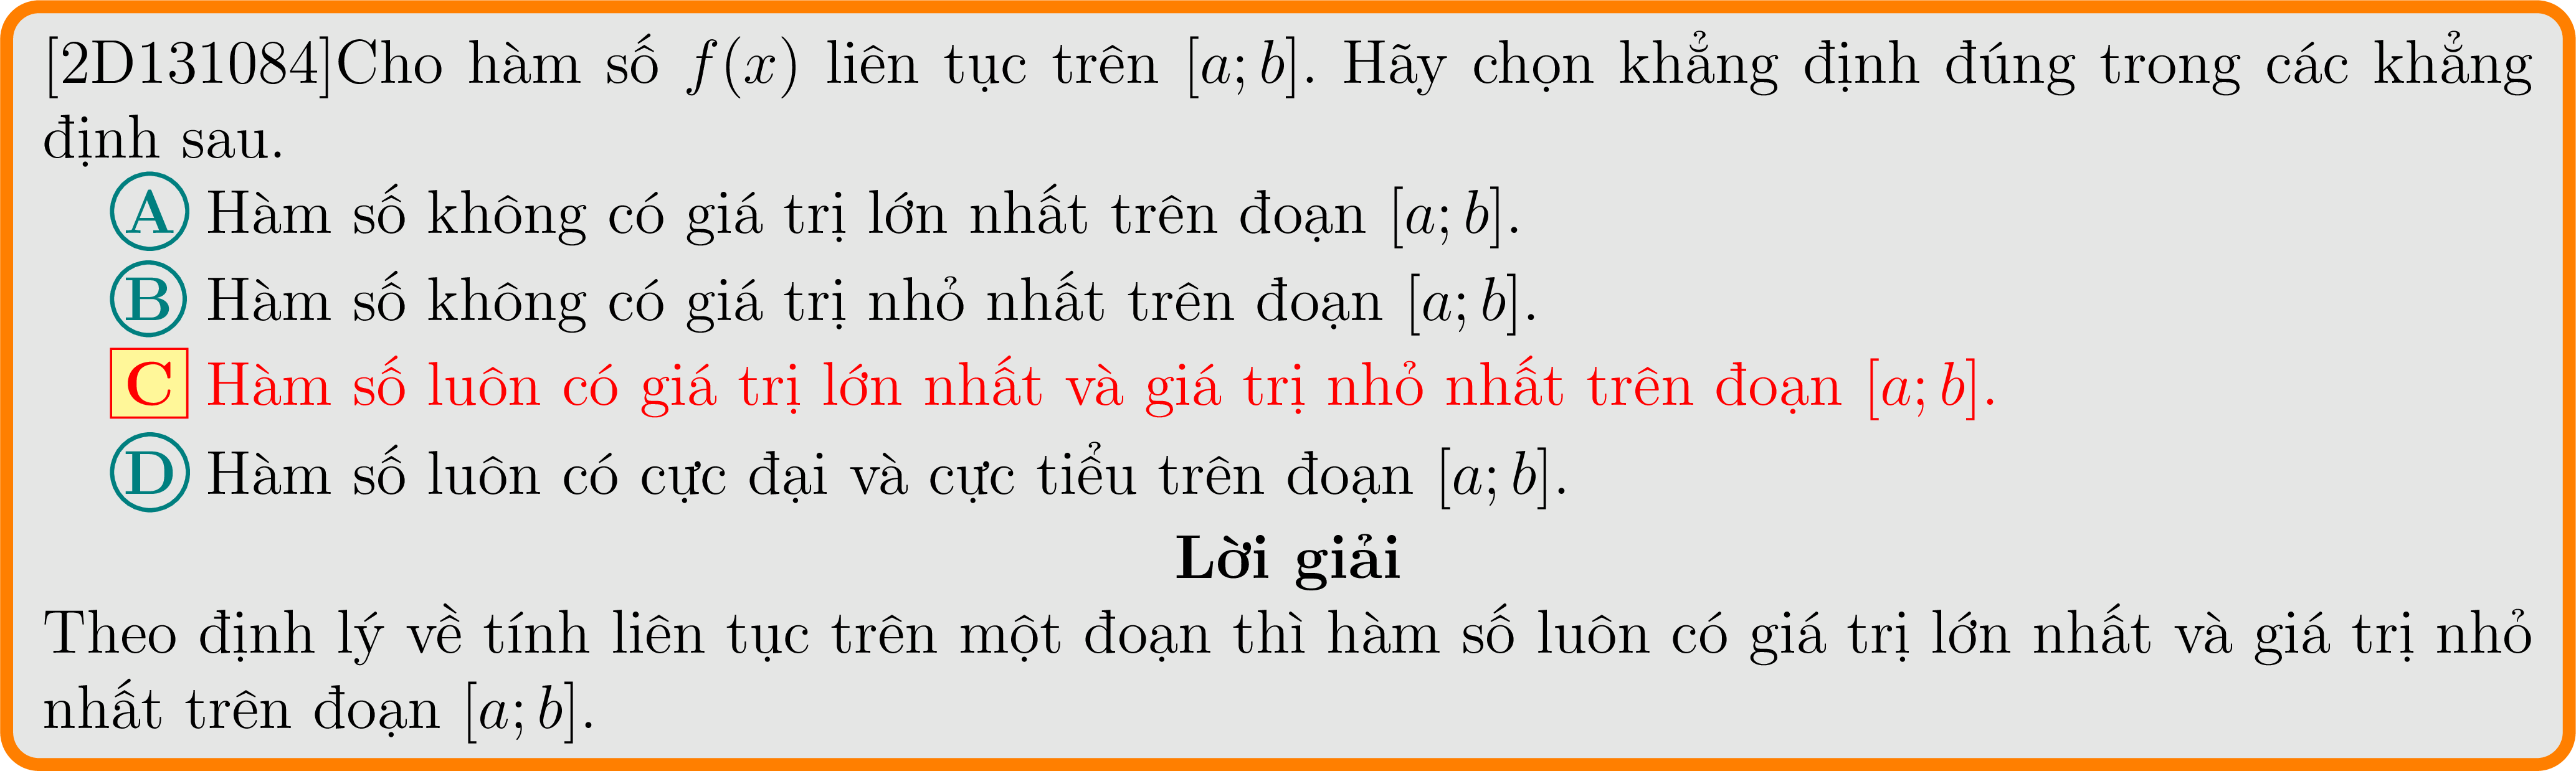 [2D131084]Cho hàm số f(x) liên tục trên [a; b]. Hãy chọn khẳng định đúng trong các khẳng
định sau.
A Hàm số không có giá trị lớn nhất trên đoạn [a; b].
B Hàm số không có giá trị nhỏ nhất trên đoạn [a; b].
C Hàm số luôn có giá trị lớn nhất và giá trị nhỏ nhất trên đoạn [a; b].
D Hàm số luôn có cực đại và cực tiểu trên đoạn [a; b].
Lời giải
Theo định lý về tính liên tục trên một đoạn thì hàm số luôn có giá trị lớn nhất và giá trị nhỏ
nhất trên đoạn [a; b].